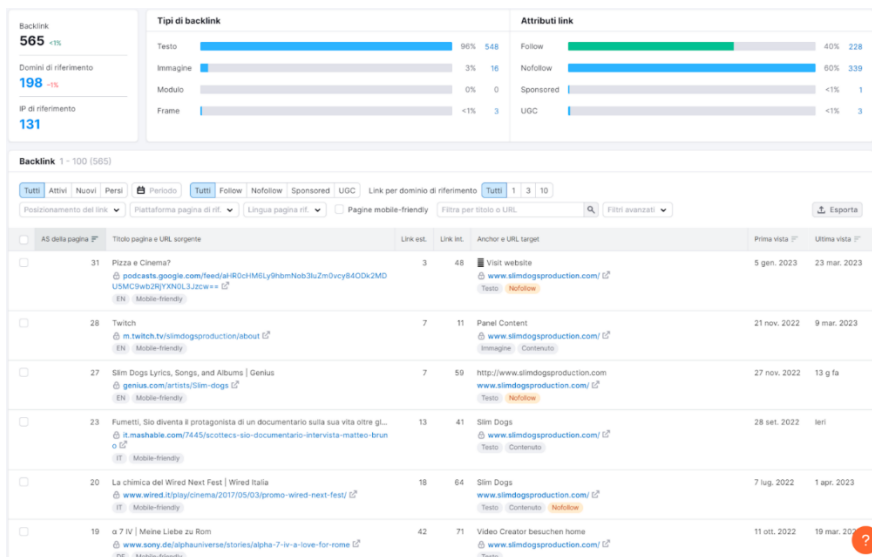 Backlink
565 <1%
Domini di riferimento
198 -1%
IP di riferimento
131
Tipi di backlink
Testo 96% 548
Immagine 3% 16
Modulo 0% 0
Frame <1% 3
Attributi link
Follow 40% 228
Nofollow 60% 339
Sponsored <1% 1
UGC <1% 3
Backlink 1 - 100 (565)
Tutti Attivi Nuovi Persi Periodo Tutti Follow Nofollow Sponsored UGC Link per dominio di riferimento Tutti 1 3 10
Posizionamento del link Piattaforma pagina di rif. Lingua pagina rif. Pagine mobile-friendly Filtra per titolo o URL Filtri avanzati Esporta
AS della pagina Titolo pagina e URL sorgente Link est. Link int. Anchor e URL target Prima vista Ultima vista
31 Pizza e Cinema? 3 48 Visit website 5 gen. 2023 23 mar. 2023
podcasts.google.com/feed/ www.slimdogsproduction.com/
Testo Nofollow
EN Mobile-friendly
28 Twitch 7 11 Panel Content 21 nov. 2022 9 mar. 2023
m.twitch.tv/slimdogsproduction/about www.slimdogsproduction.com/
EN Mobile-friendly Immagine Contenuto
27 Slim Dogs Lyrics, Songs, and Albums | Genius 7 59 http://www.slimdogsproduction.com 27 nov. 2022 13 g fa
genius.com/artists/Slim-dogs www.slimdogsproduction.com/
EN Mobile-friendly Testo Nofollow
23 Fumetti, Sio diventa il protagonista di un documentario sulla sua vita oltre gl... 13 41 Slim Dogs 28 set. 2022 Ieri
it.mashable.com/7445/scottecs-sio-documentario-intervista-matteo-brun www.slimdogsproduction.com/
o Testo Contenuto
IT Mobile-friendly
20 La chimica del Wired Next Fest | Wired Italia 18 64 Slim Dogs 7 lug. 2022 1 apr. 2023
www.wired.it/play/cinema/2017/05/03/promo-wired-next-fest/ www.slimdogsproduction.com/
IT Mobile-friendly Testo Contenuto Nofollow
19 α 7 IV | Meine Liebe zu Rom 42 71 Video Creator besuchen home 11 ott. 2022 19 mar. 202
www.sony.de/alphauniverse/stories/alpha-7-iv-a-love-for-rome www.slimdogsproduction.com/
DE Mobile-friendly Testo
?